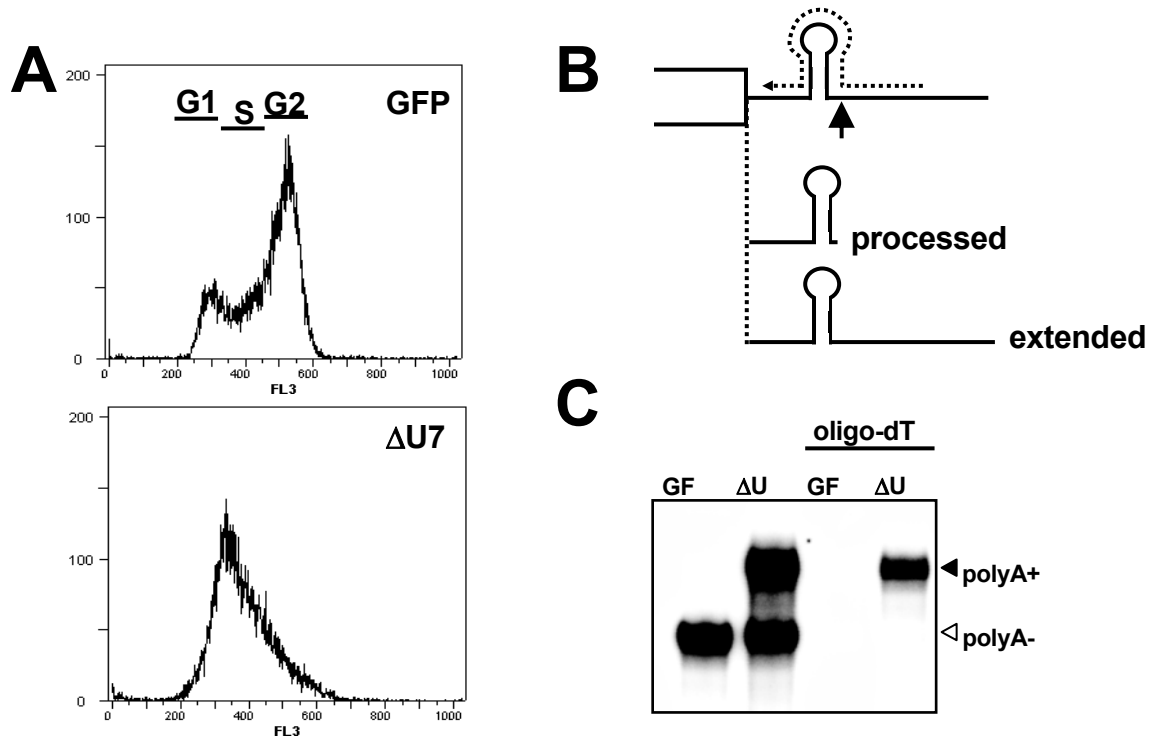 A
200
100
0
G1
S
G2
GFP
0
200
400
600
800
1000
FL3
200
100
0
ΔU7
0
200
400
600
800
1000
FL3
B
processed
extended
C
oligo-dT
GF
ΔU
GF
ΔU
polyA+
polyA-